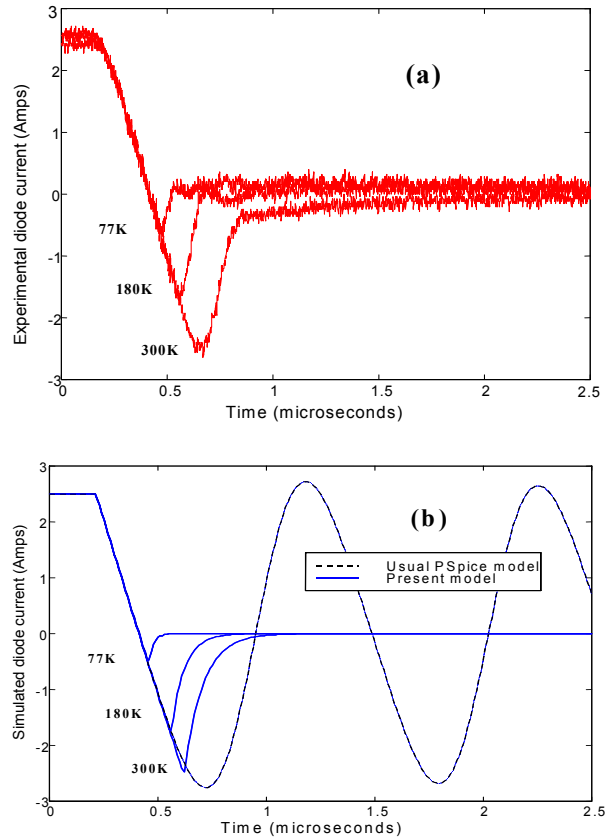 3
2
1
0
-1
-2
-3
Experimental diode current (Amps)
(a)
77K
180K
300K
0
0.5
1
1.5
2
2.5
Time (microseconds)
3
2
1
0
-1
-2
-3
Simulated diode current (Amps)
(b)
Usual PSpice model
Present model
77K
180K
300K
0
0.5
1
1.5
2
2.5
Time (microseconds)